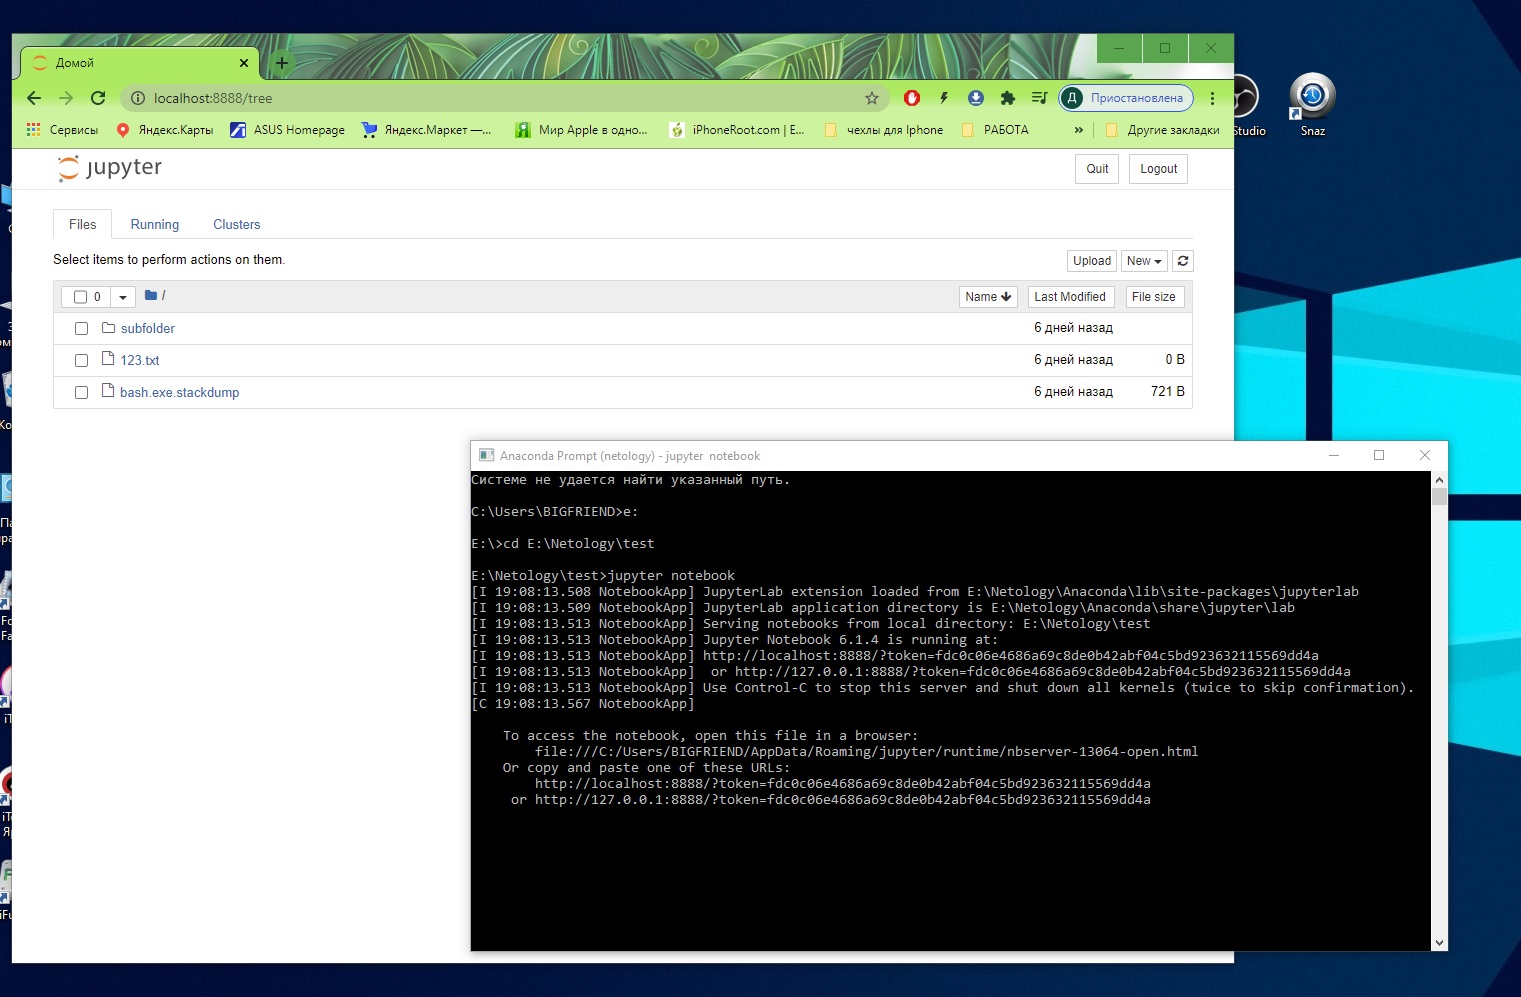 Домой
localhost:8888/tree
Приостановлена
Сервисы
Яндекс.Карты
ASUS Homepage
Яндекс.Маркет —...
Мир Apple в одно...
iPhoneRoot.com | E...
чехлы для Iphone
РАБОТА
»
Другие закладки
Studio
Snaz
jupyter
Quit
Logout
Files
Running
Clusters
Select items to perform actions on them.
Upload
New
0
/
Name
Last Modified
File size
subfolder
6 дней назад
123.txt
6 дней назад
0 B
bash.exe.stackdump
6 дней назад
721 B
Anaconda Prompt (netology) - jupyter  notebook
Системе не удается найти указанный путь.
C:\Users\BIGFRIEND>e:
E:\>cd E:\Netology\test
E:\Netology\test>jupyter notebook
[I 19:08:13.508 NotebookApp] JupyterLab extension loaded from E:\Netology\Anaconda\lib\site-packages\jupyterlab
[I 19:08:13.509 NotebookApp] JupyterLab application directory is E:\Netology\Anaconda\share\jupyter\lab
[I 19:08:13.513 NotebookApp] Serving notebooks from local directory: E:\Netology\test
[I 19:08:13.513 NotebookApp] Jupyter Notebook 6.1.4 is running at:
[I 19:08:13.513 NotebookApp] http://localhost:8888/?token=fdc0c06e4686a69c8de0b42abf04c5bd923632115569dd4a
[I 19:08:13.513 NotebookApp]  or http://127.0.0.1:8888/?token=fdc0c06e4686a69c8de0b42abf04c5bd923632115569dd4a
[I 19:08:13.513 NotebookApp] Use Control-C to stop this server and shut down all kernels (twice to skip confirmation).
[C 19:08:13.567 NotebookApp]
To access the notebook, open this file in a browser:
file:///C:/Users/BIGFRIEND/AppData/Roaming/jupyter/runtime/nbserver-13064-open.html
Or copy and paste one of these URLs:
http://localhost:8888/?token=fdc0c06e4686a69c8de0b42abf04c5bd923632115569dd4a
or http://127.0.0.1:8888/?token=fdc0c06e4686a69c8de0b42abf04c5bd923632115569dd4a